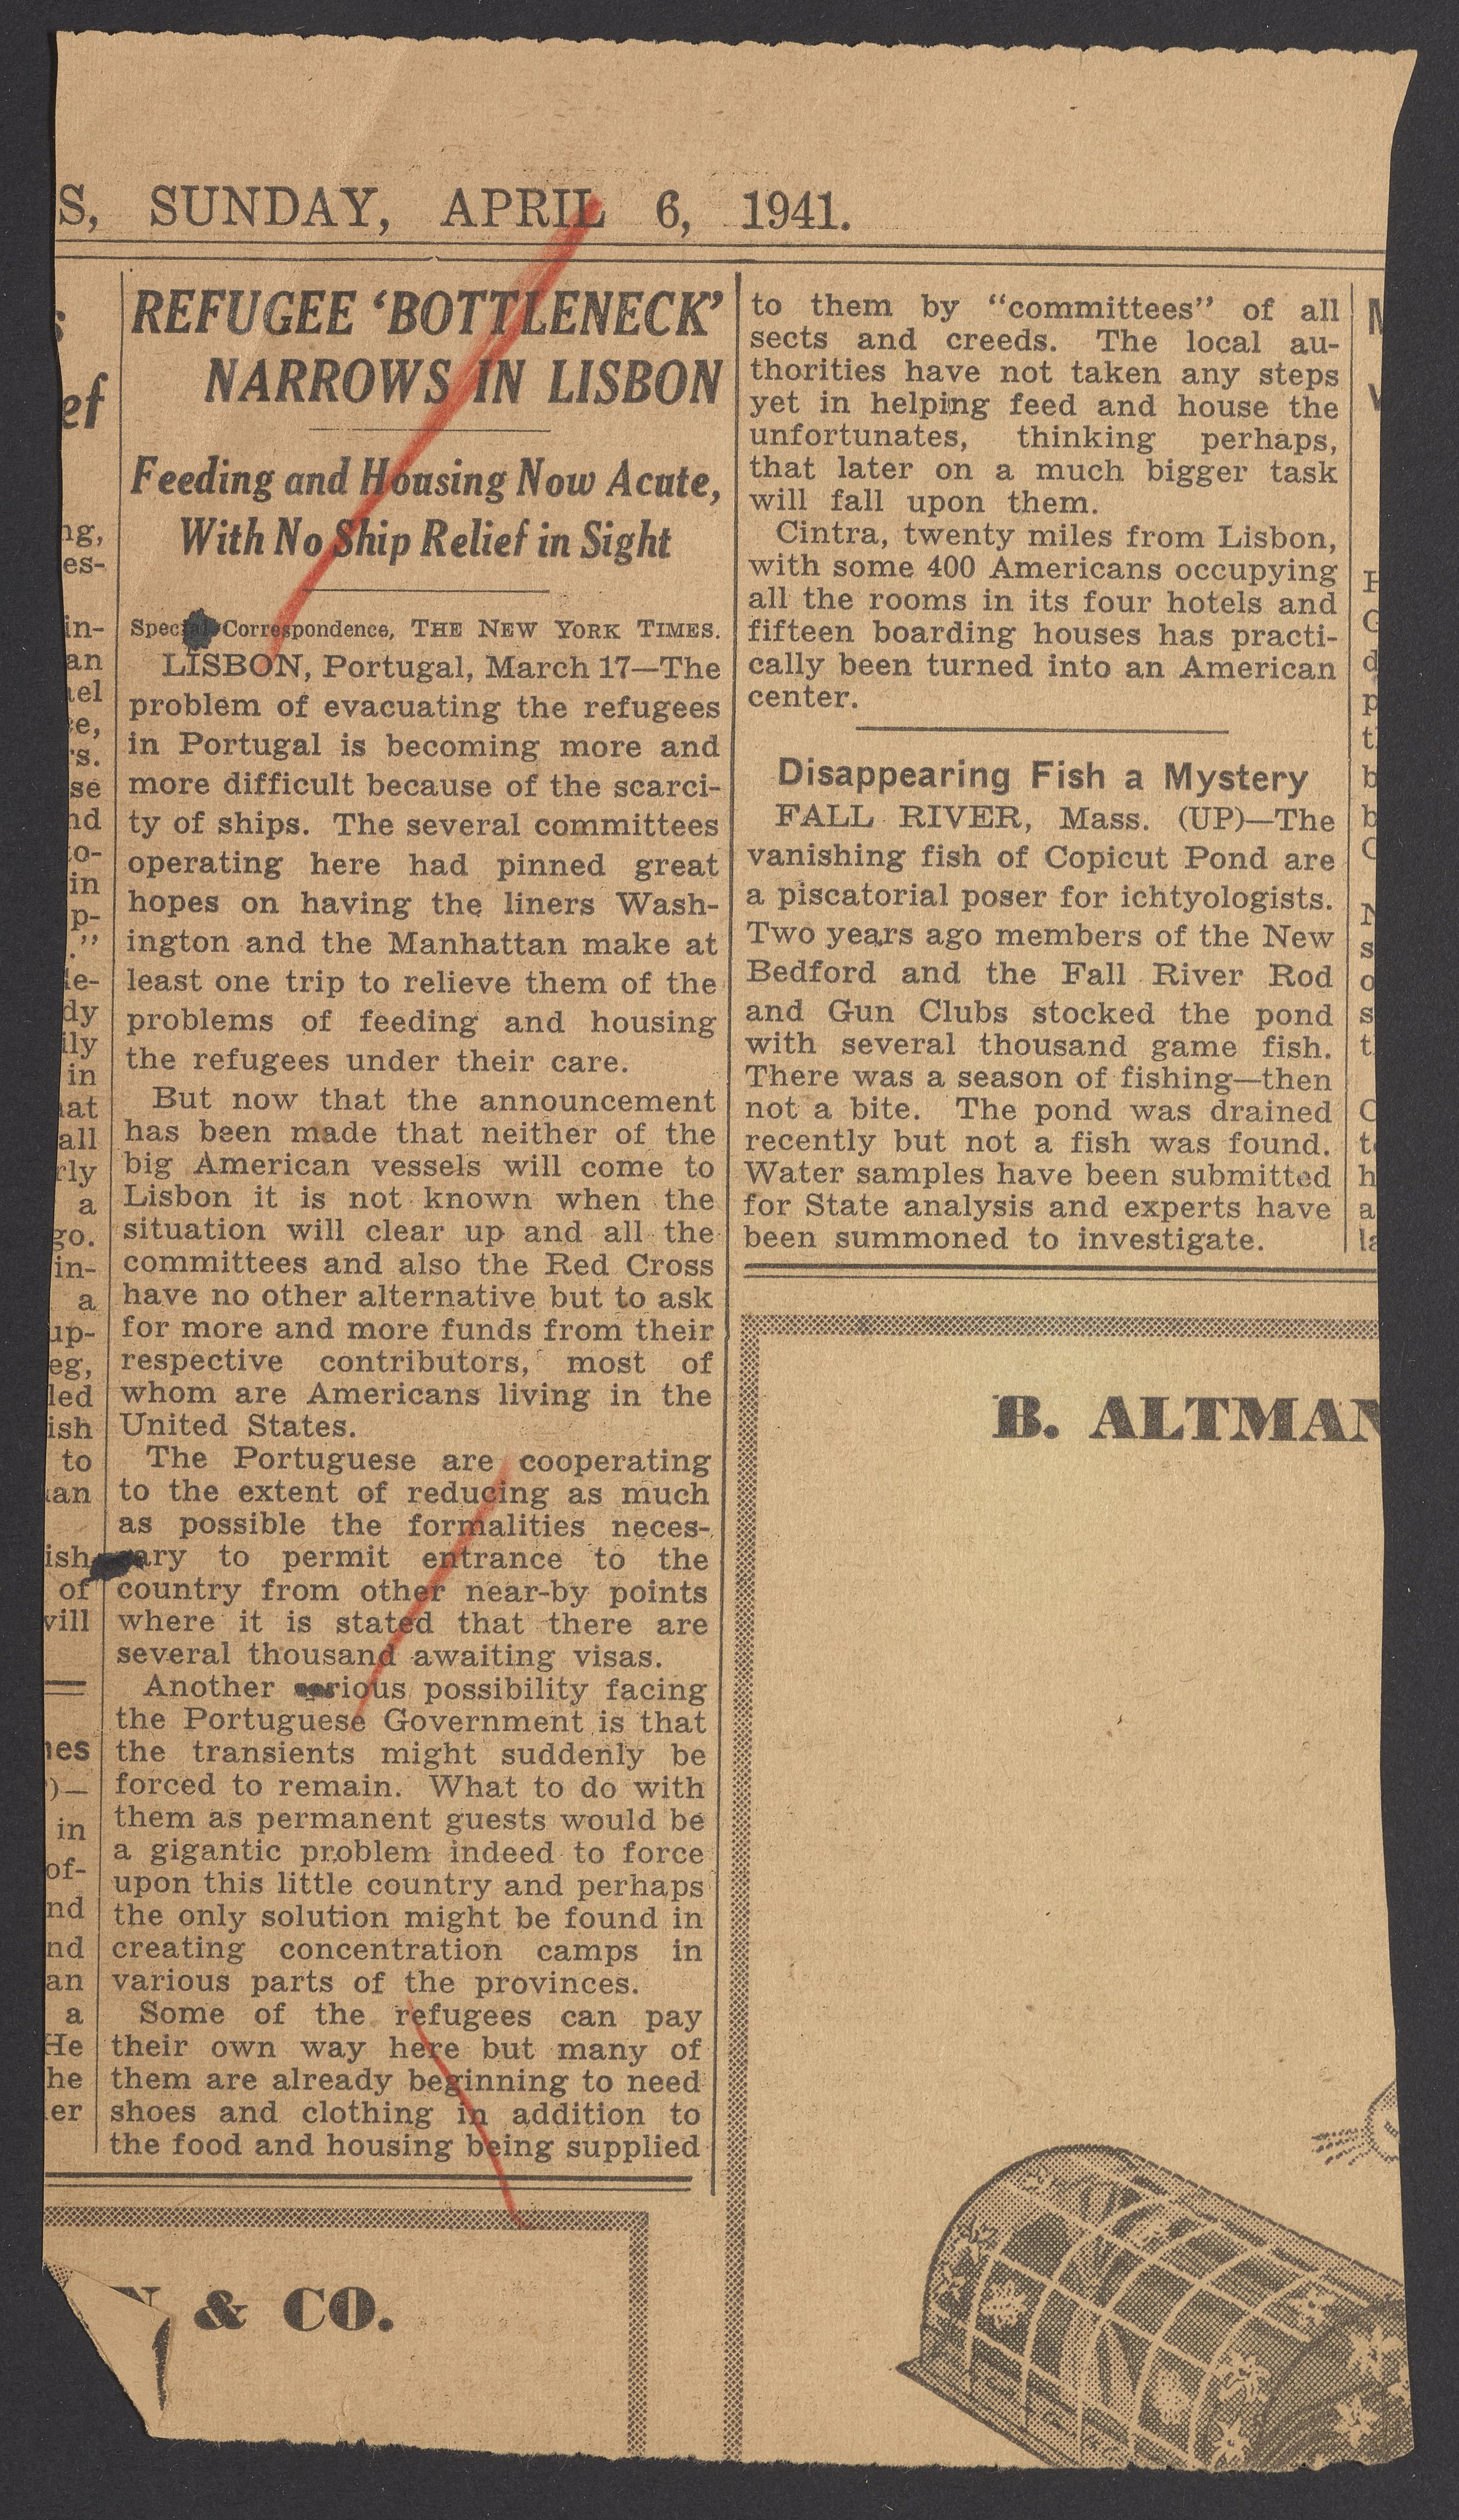 S, SUNDAY, APRIL 6, 1941.
REFUGEE ‘BOTTLENECK’
NARROWS IN LISBON
Feeding and Housing Now Acute,
With No Ship Relief in Sight
Special Correspondence, THE NEW YORK TIMES.
LISBON, Portugal, March 17—The
problem of evacuating the refugees
in Portugal is becoming more and
more difficult because of the scarci-
ty of ships. The several committees
operating here had pinned great
hopes on having the liners Wash-
ington and the Manhattan make at
least one trip to relieve them of the
problems of feeding and housing
the refugees under their care.
But now that the announcement
has been made that neither of the
big American vessels will come to
Lisbon it is not known when the
situation will clear up and all the
committees and also the Red Cross
have no other alternative but to ask
for more and more funds from their
respective contributors, most of
whom are Americans living in the
United States.
The Portuguese are cooperating
to the extent of reducing as much
as possible the formalities neces-
sary to permit entrance to the
country from other near-by points
where it is stated that there are
several thousand awaiting visas.
Another serious possibility facing
the Portuguese Government is that
the transients might suddenly be
forced to remain. What to do with
them as permanent guests would be
a gigantic problem indeed to force
upon this little country and perhaps
the only solution might be found in
creating concentration camps in
various parts of the provinces.
Some of the refugees can pay
their own way here but many of
them are already beginning to need
shoes and clothing in addition to
the food and housing being supplied
to them by “committees” of all
sects and creeds. The local au-
thorities have not taken any steps
yet in helping feed and house the
unfortunates, thinking perhaps,
that later on a much bigger task
will fall upon them.
Cintra, twenty miles from Lisbon,
with some 400 Americans occupying
all the rooms in its four hotels and
fifteen boarding houses has practi-
cally been turned into an American
center.
Disappearing Fish a Mystery
FALL RIVER, Mass. (UP)—The
vanishing fish of Copicut Pond are
a piscatorial poser for ichtyologists.
Two years ago members of the New
Bedford and the Fall River Rod
and Gun Clubs stocked the pond
with several thousand game fish.
There was a season of fishing—then
not a bite. The pond was drained
recently but not a fish was found.
Water samples have been submitted
for State analysis and experts have
been summoned to investigate.
B. ALTMAN
& CO.